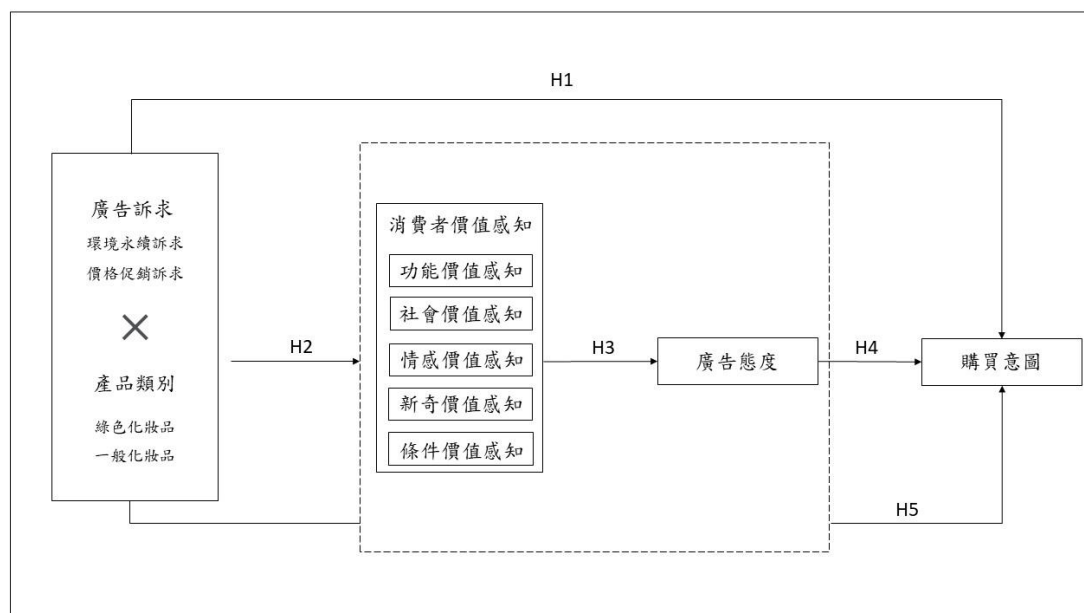 H1
廣告訴求
環境永續訴求
價格促銷訴求
×
產品類別
綠色化妝品
一般化妝品
H2
消費者價值感知
功能價值感知
社會價值感知
情感價值感知
新奇價值感知
條件價值感知
H3
廣告態度
H4
購買意圖
H5